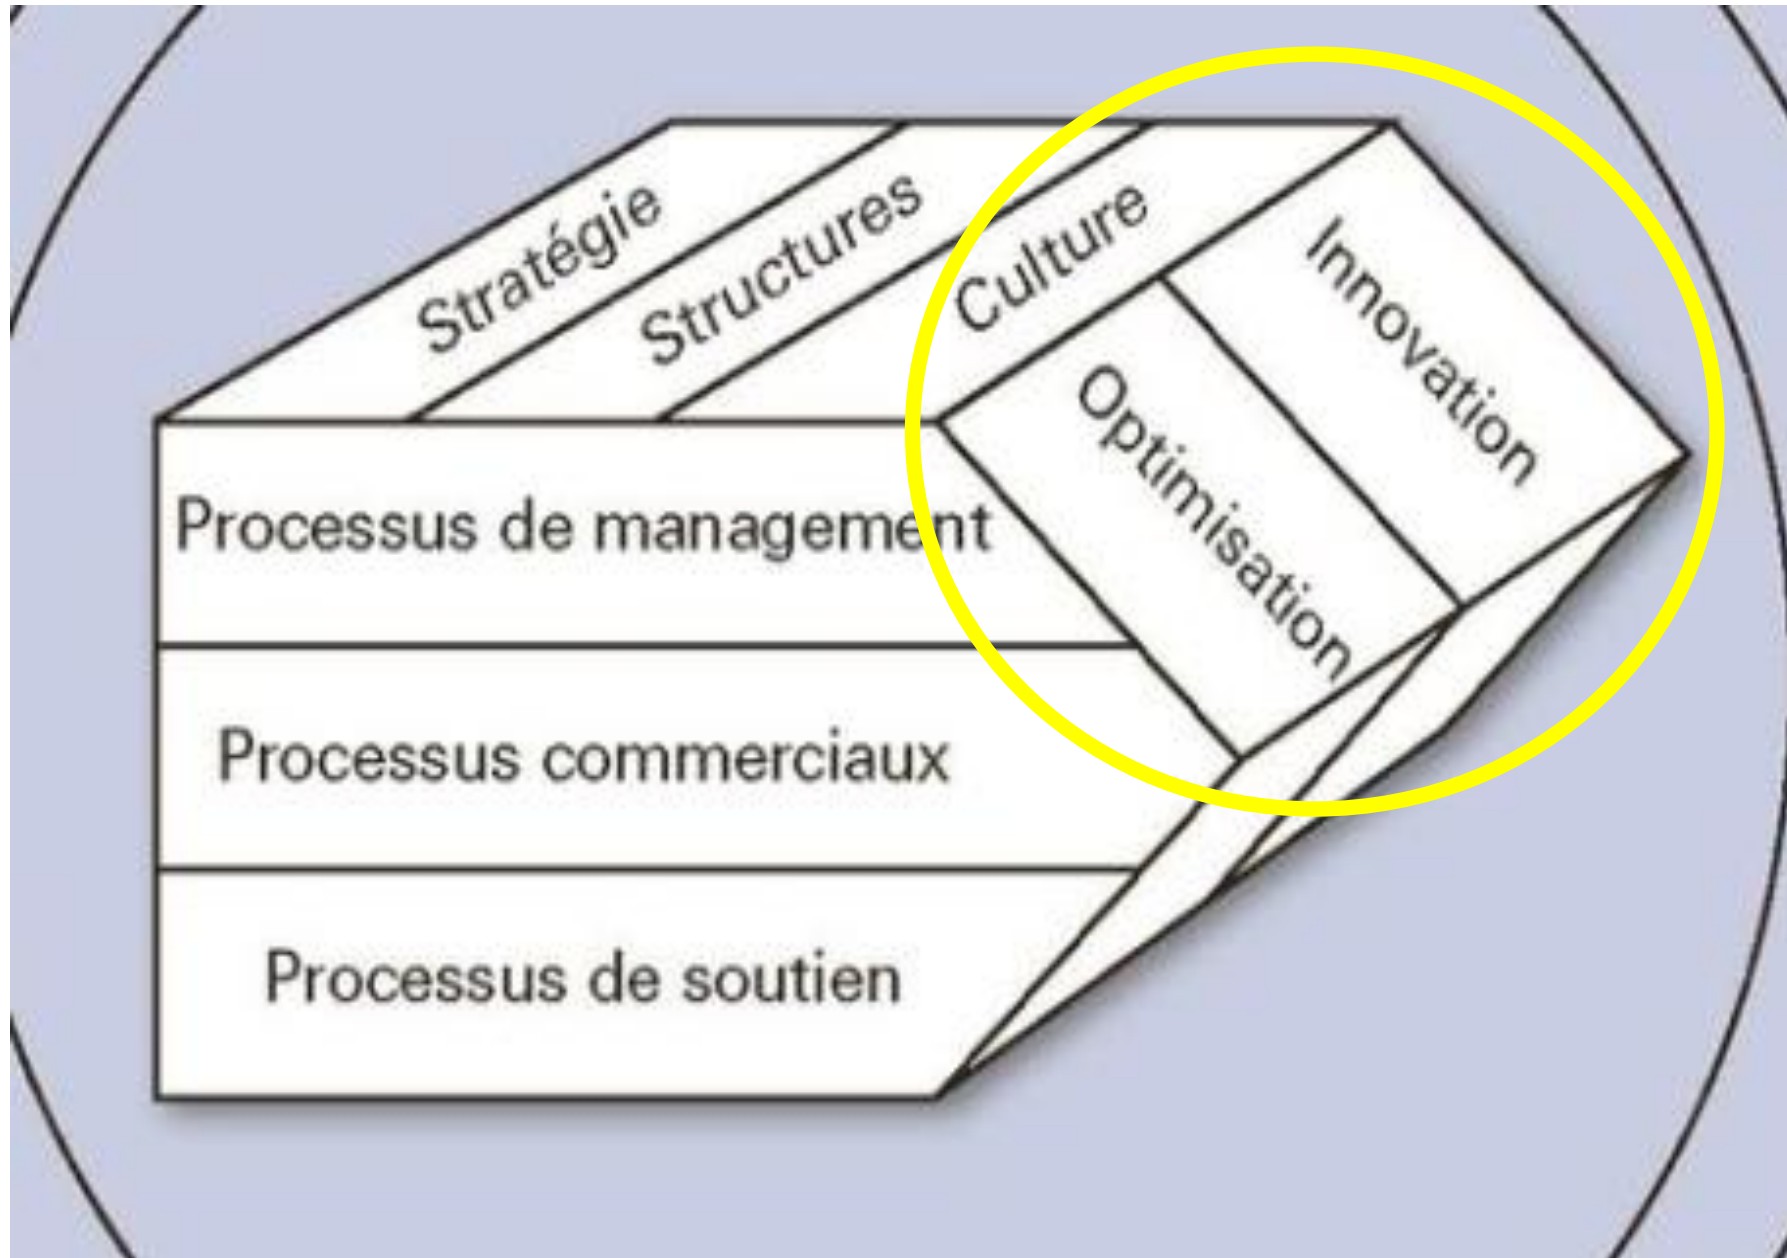 Stratégie
Structures
Culture
Innovation
Optimisation
Processus de management
Processus commerciaux
Processus de soutien